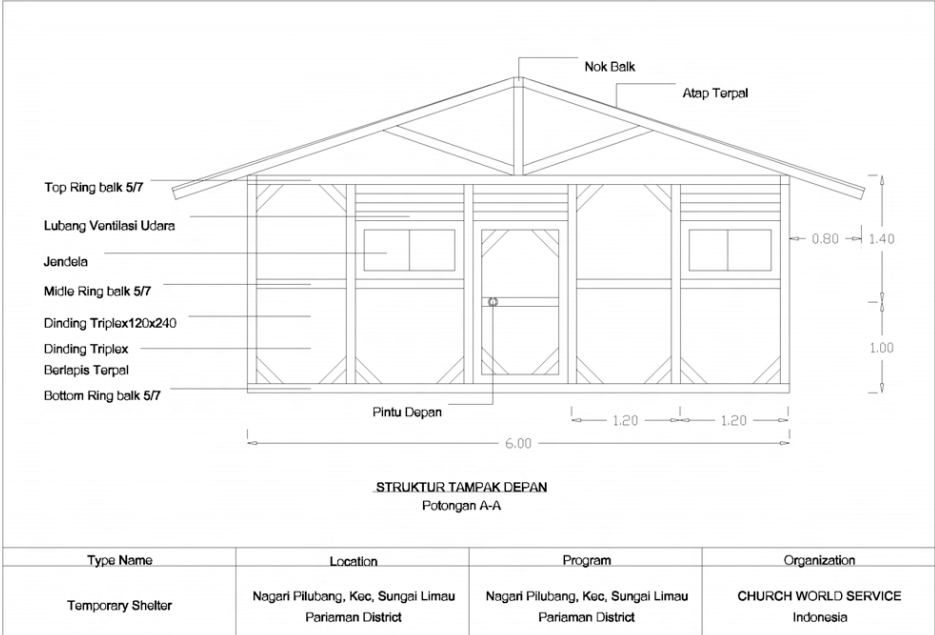 Nok Balk
Atap Terpal
Top Ring balk 5/7
Lubang Ventilasi Udara
Jendela
Midle Ring balk 5/7
Dinding Triplex120x240
Dinding Triplex
Berlapis Terpal
Bottom Ring balk 5/7
Pintu Depan
0.80
1.40
1.00
1.20
1.20
6.00
STRUKTUR TAMPAK DEPAN
Potongan A-A
Type Name
Location
Program
Organization
Temporary Shelter
Nagari Pilubang, Kec, Sungai Limau
Pariaman District
Nagari Pilubang, Kec, Sungai Limau
Pariaman District
CHURCH WORLD SERVICE
Indonesia